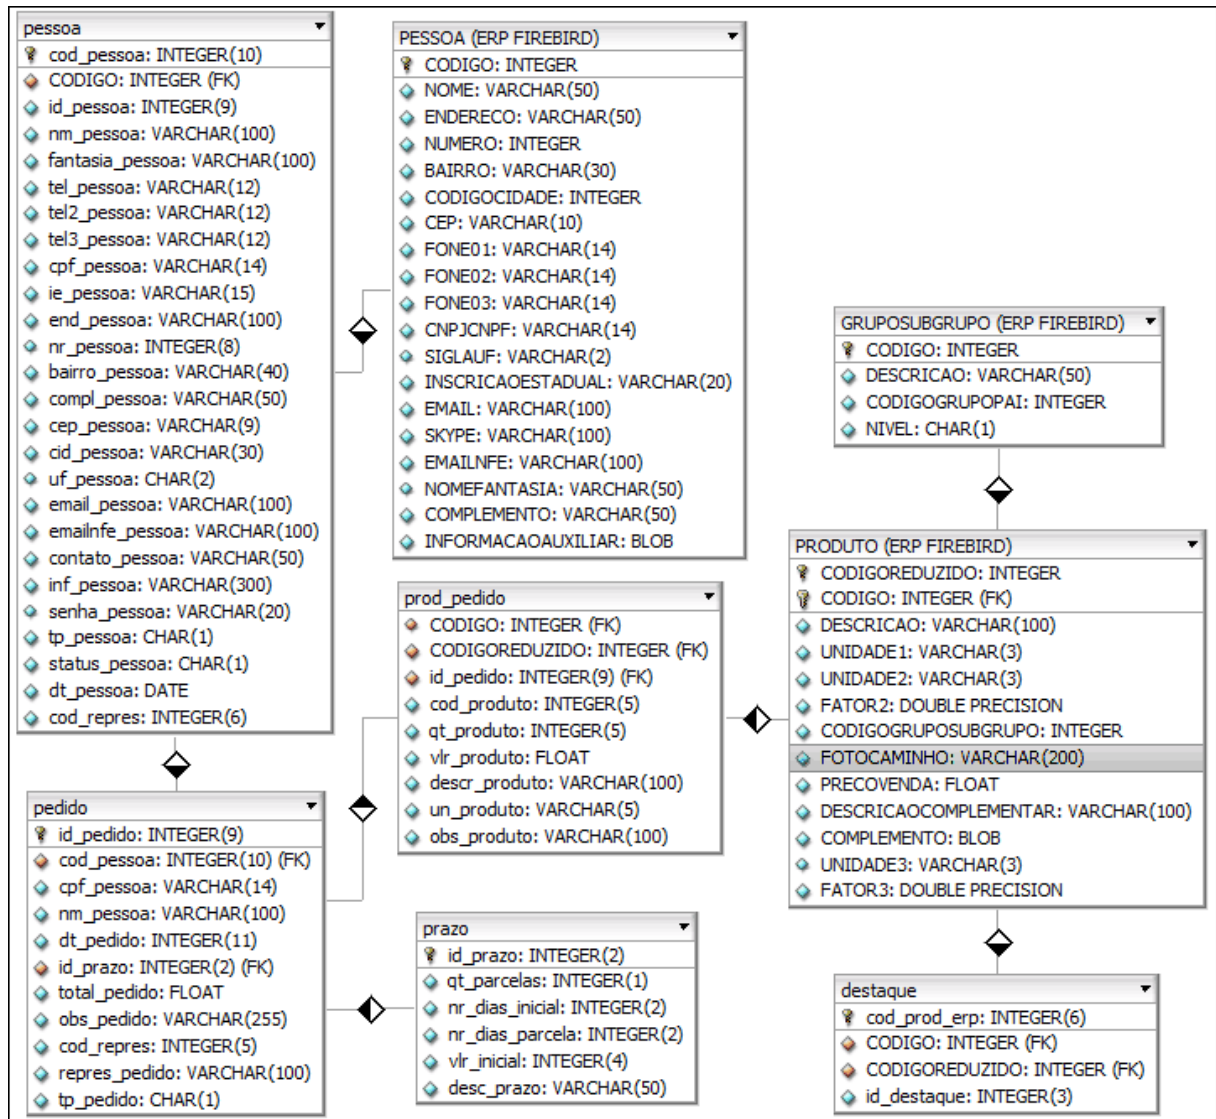 pessoa
cod_pessoa: INTEGER(10)
CODIGO: INTEGER (FK)
id_pessoa: INTEGER(9)
nm_pessoa: VARCHAR(100)
fantasia_pessoa: VARCHAR(100)
tel_pessoa: VARCHAR(12)
tel2_pessoa: VARCHAR(12)
tel3_pessoa: VARCHAR(12)
cpf_pessoa: VARCHAR(14)
ie_pessoa: VARCHAR(15)
end_pessoa: VARCHAR(100)
nr_pessoa: INTEGER(8)
bairro_pessoa: VARCHAR(40)
compl_pessoa: VARCHAR(50)
cep_pessoa: VARCHAR(9)
cid_pessoa: VARCHAR(30)
uf_pessoa: CHAR(2)
email_pessoa: VARCHAR(100)
emailnfe_pessoa: VARCHAR(100)
contato_pessoa: VARCHAR(50)
inf_pessoa: VARCHAR(300)
senha_pessoa: VARCHAR(20)
tp_pessoa: CHAR(1)
status_pessoa: CHAR(1)
dt_pessoa: DATE
cod_repres: INTEGER(6)
PESSOA (ERP FIREBIRD)
CODIGO: INTEGER
NOME: VARCHAR(50)
ENDERECO: VARCHAR(50)
NUMERO: INTEGER
BAIRRO: VARCHAR(30)
CODIGOCIDADE: INTEGER
CEP: VARCHAR(10)
FONE01: VARCHAR(14)
FONE02: VARCHAR(14)
FONE03: VARCHAR(14)
CNPJCNPF: VARCHAR(14)
SIGLAUF: VARCHAR(2)
INSCRICAOESTADUAL: VARCHAR(20)
EMAIL: VARCHAR(100)
SKYPE: VARCHAR(100)
EMAILNFE: VARCHAR(100)
NOMEFANTASIA: VARCHAR(50)
COMPLEMENTO: VARCHAR(50)
INFORMACAOAUXILIAR: BLOB
GRUPOSUBGRUPO (ERP FIREBIRD)
CODIGO: INTEGER
DESCRICAO: VARCHAR(50)
CODIGOGRUPOPAI: INTEGER
NIVEL: CHAR(1)
PRODUTO (ERP FIREBIRD)
CODIGOREDUZIDO: INTEGER
CODIGO: INTEGER (FK)
DESCRICAO: VARCHAR(100)
UNIDADE1: VARCHAR(3)
UNIDADE2: VARCHAR(3)
FATOR2: DOUBLE PRECISION
CODIGOGRUPOSUBGRUPO: INTEGER
FOTOCAMINHO: VARCHAR(200)
PRECOVENDA: FLOAT
DESCRICAOCOMPLEMENTAR: VARCHAR(100)
COMPLEMENTO: BLOB
UNIDADE3: VARCHAR(3)
FATOR3: DOUBLE PRECISION
prod_pedido
CODIGO: INTEGER (FK)
CODIGOREDUZIDO: INTEGER (FK)
id_pedido: INTEGER(9) (FK)
cod_produto: INTEGER(5)
qt_produto: INTEGER(5)
vlr_produto: FLOAT
descr_produto: VARCHAR(100)
un_produto: VARCHAR(5)
obs_produto: VARCHAR(100)
pedido
id_pedido: INTEGER(9)
cod_pessoa: INTEGER(10) (FK)
cpf_pessoa: VARCHAR(14)
nm_pessoa: VARCHAR(100)
dt_pedido: INTEGER(11)
id_prazo: INTEGER(2) (FK)
total_pedido: FLOAT
obs_pedido: VARCHAR(255)
cod_repres: INTEGER(5)
repres_pedido: VARCHAR(100)
tp_pedido: CHAR(1)
prazo
id_prazo: INTEGER(2)
qt_parcelas: INTEGER(1)
nr_dias_inicial: INTEGER(2)
nr_dias_parcela: INTEGER(2)
vlr_inicial: INTEGER(4)
desc_prazo: VARCHAR(50)
destaque
cod_prod_erp: INTEGER(6)
CODIGO: INTEGER (FK)
CODIGOREDUZIDO: INTEGER (FK)
id_destaque: INTEGER(3)